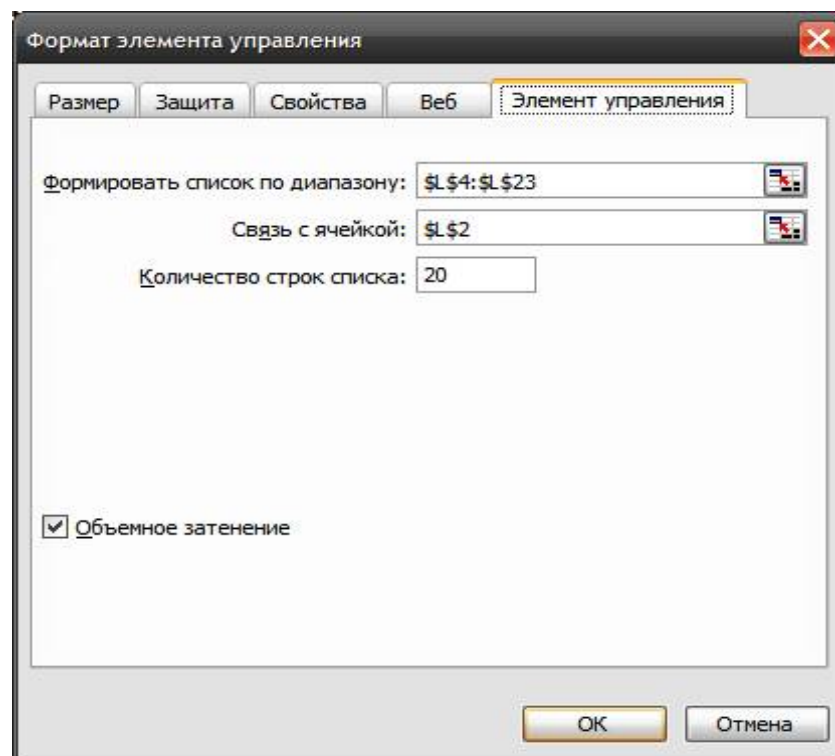 Формат элемента управления
Размер Защита Свойства Веб Элемент управления
Формировать список по диапазону: $L$4:$L$23
Связь с ячейкой: $L$2
Количество строк списка: 20
Объемное затенение
ОК Отмена